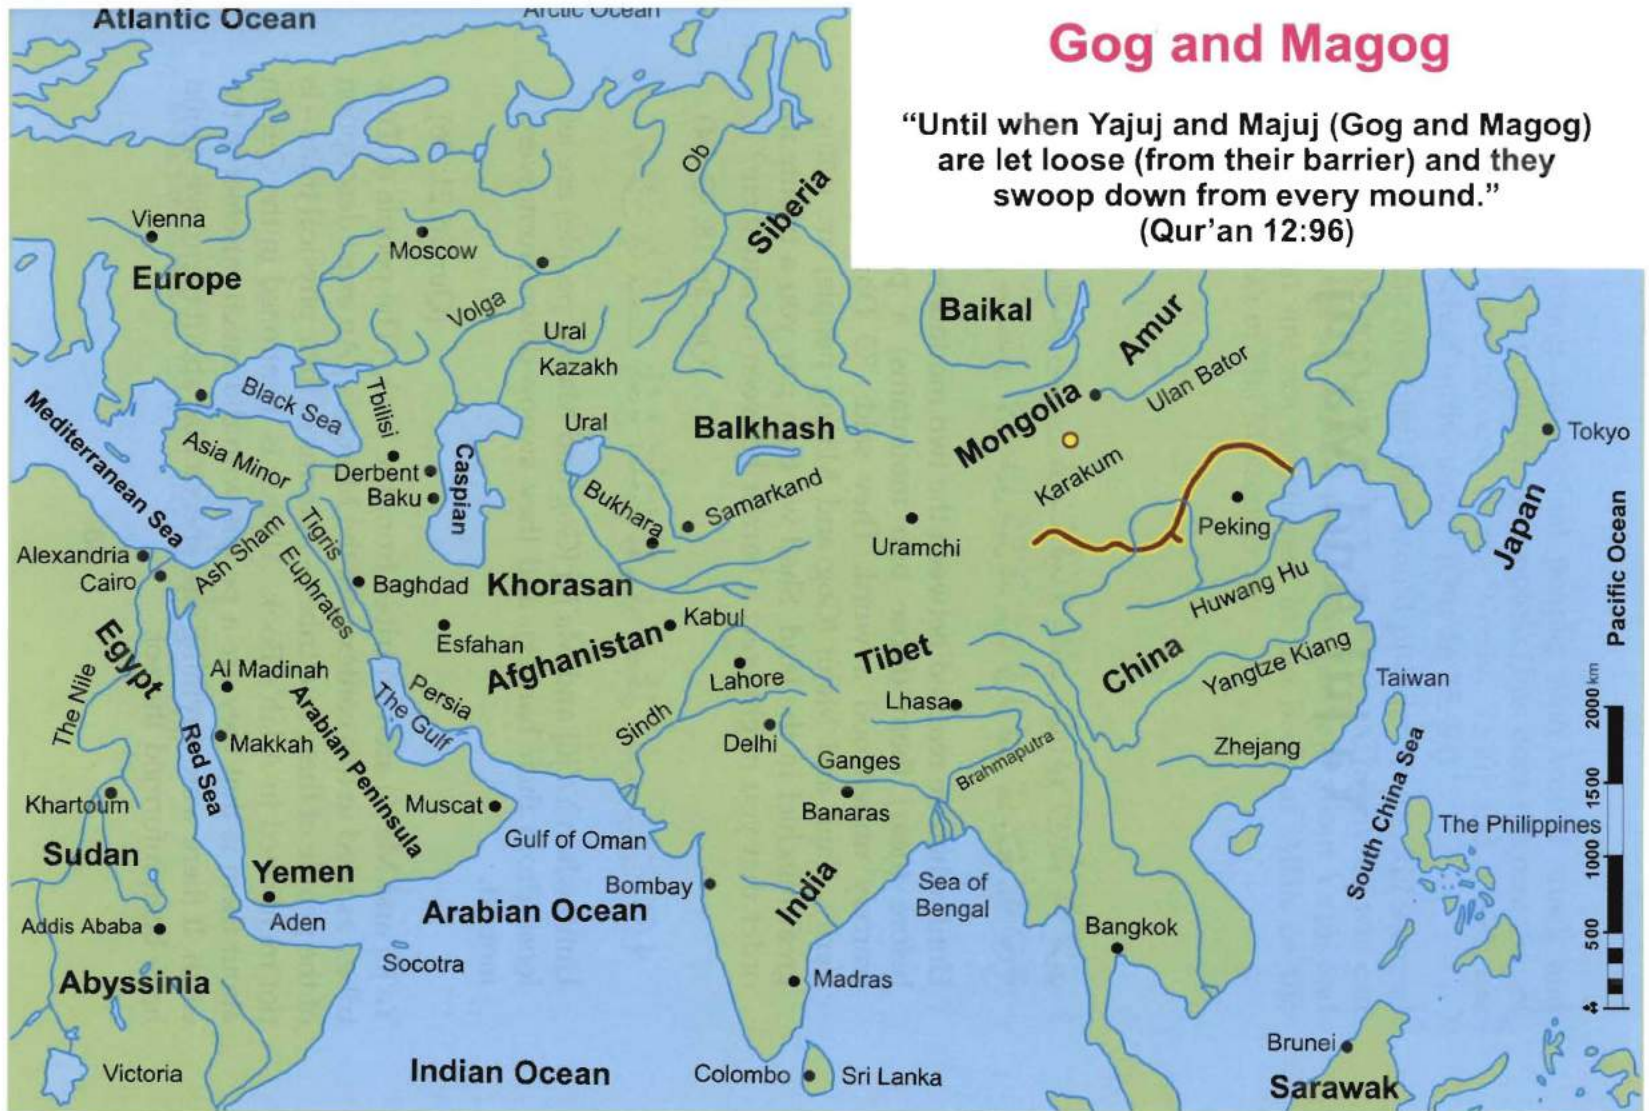 Atlantic Ocean
Arctic Ocean
Gog and Magog
“Until when Yajuj and Majuj (Gog and Magog)
are let loose (from their barrier) and they
swoop down from every mound.”
(Qur’an 12:96)
Ob
Siberia
Vienna
Moscow
Europe
Volga
Ural
Kazakh
Baikal
Amur
Ulan Bator
Mongolia
Karakum
Black Sea
Tbilisi
Mediterranean Sea
Asia Minor
Derbent
Baku
Caspian
Ural
Balkhash
Bukhara
Samarkand
Uramchi
Peking
Tokyo
Japan
Pacific Ocean
Alexandria
Cairo
Ash Sham
Tigris
Euphrates
Baghdad
Khorasan
Huwang Hu
Egypt
Esfahan
Afghanistan
Kabul
Tibet
China
Yangtze Kiang
Taiwan
The Nile
Al Madinah
Arabian Peninsula
Persia
The Gulf
Lahore
Lhasa
Sindh
Makkah
Red Sea
Delhi
Ganges
Brahmaputra
Zhejang
South China Sea
Khartoum
Muscat
Banaras
The Philippines
Gulf of Oman
Sudan
Yemen
Bombay
India
Sea of
Bengal
Aden
Arabian Ocean
Addis Ababa
Socotra
Bangkok
Abyssinia
Madras
Victoria
Indian Ocean
Colombo
Sri Lanka
Brunei
Sarawak
2000 km
1500
1000
500